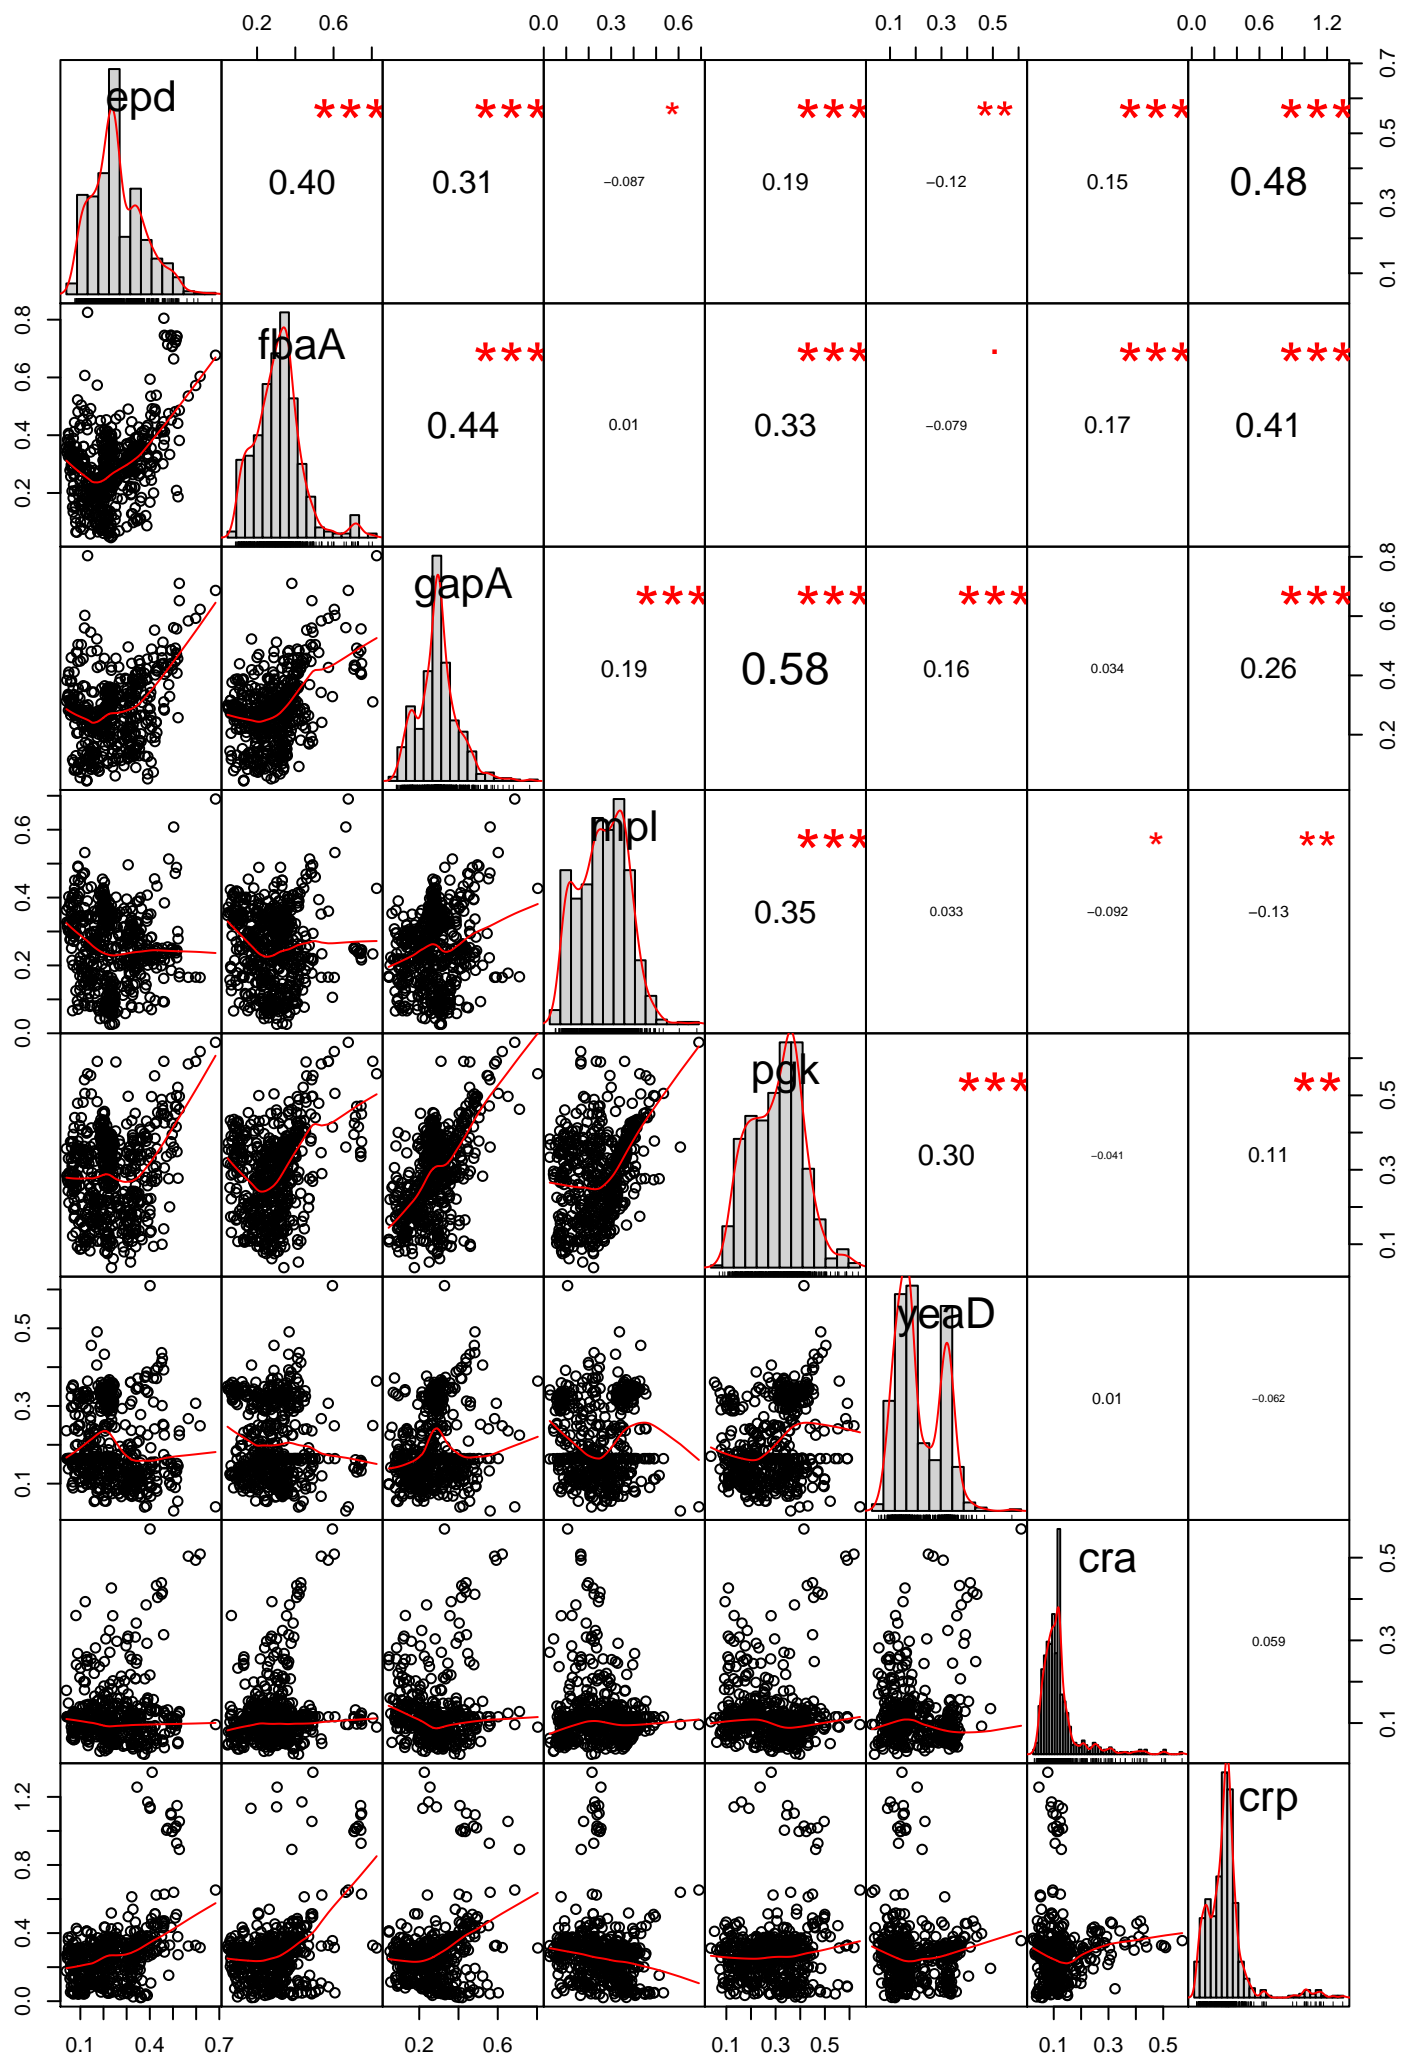 0.2 0.6 0.0 0.3 0.6 0.1 0.3 0.5 0.0 0.6 1.2
epd *** *** * *** ** *** ***
0.40 0.31 −0.087 0.19 −0.12 0.15 0.48
0.1 0.3 0.5 0.7
fbaA *** *** . *** ***
0.44 0.01 0.33 −0.079 0.17 0.41
0.2 0.4 0.6 0.8
gapA *** *** *** ***
0.19 0.58 0.16 0.034 0.26
0.2 0.4 0.6 0.8
mpl *** * **
0.35 0.033 −0.092 −0.13
0.0 0.2 0.4 0.6
pgk *** **
0.30 −0.041 0.11
0.1 0.3 0.5
yeaD
0.01 −0.062
0.1 0.3 0.5
cra
0.059
0.1 0.3 0.5
crp
0.0 0.4 0.8 1.2
0.1 0.4 0.7 0.2 0.6 0.1 0.5 0.1 0.3 0.5